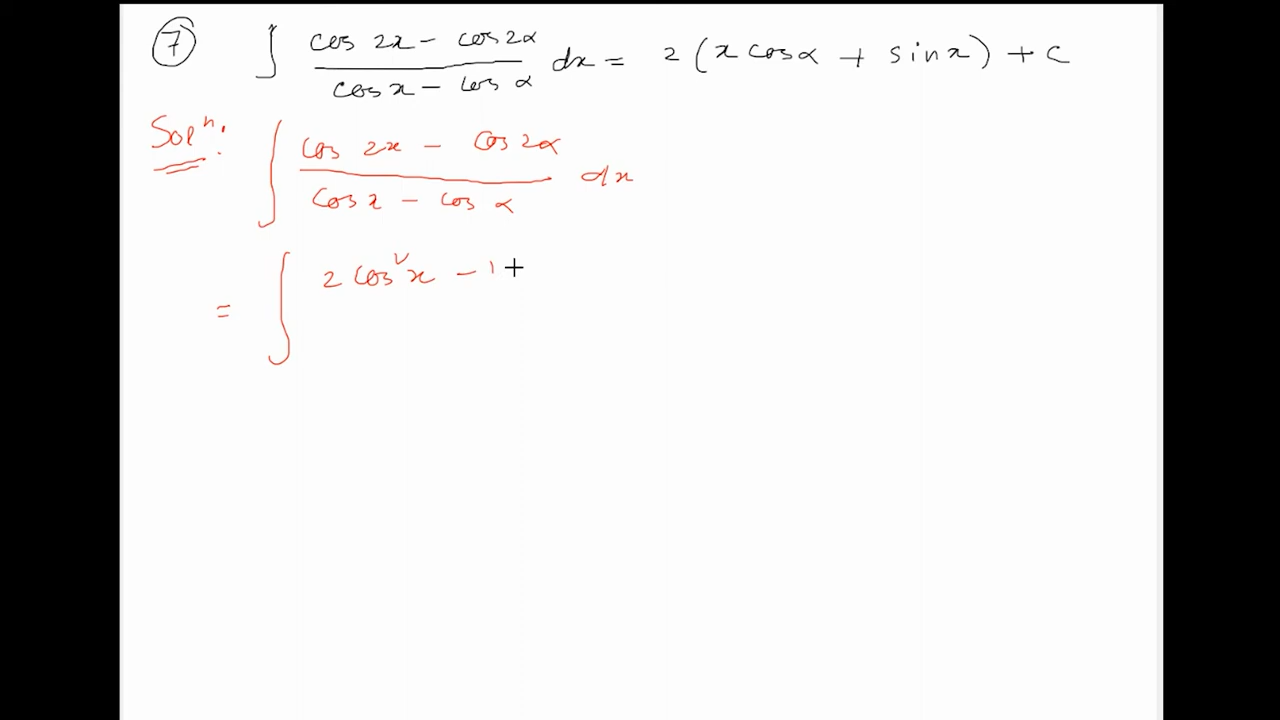 ⑦ ∫ (cos 2x − cos 2α)/(cos x − cos α) dx = 2(x cos α + sin x) + c
Solⁿ: ∫ (cos 2x − cos 2α)/(cos x − cos α) dx
= ∫ 2 cos²x − 1